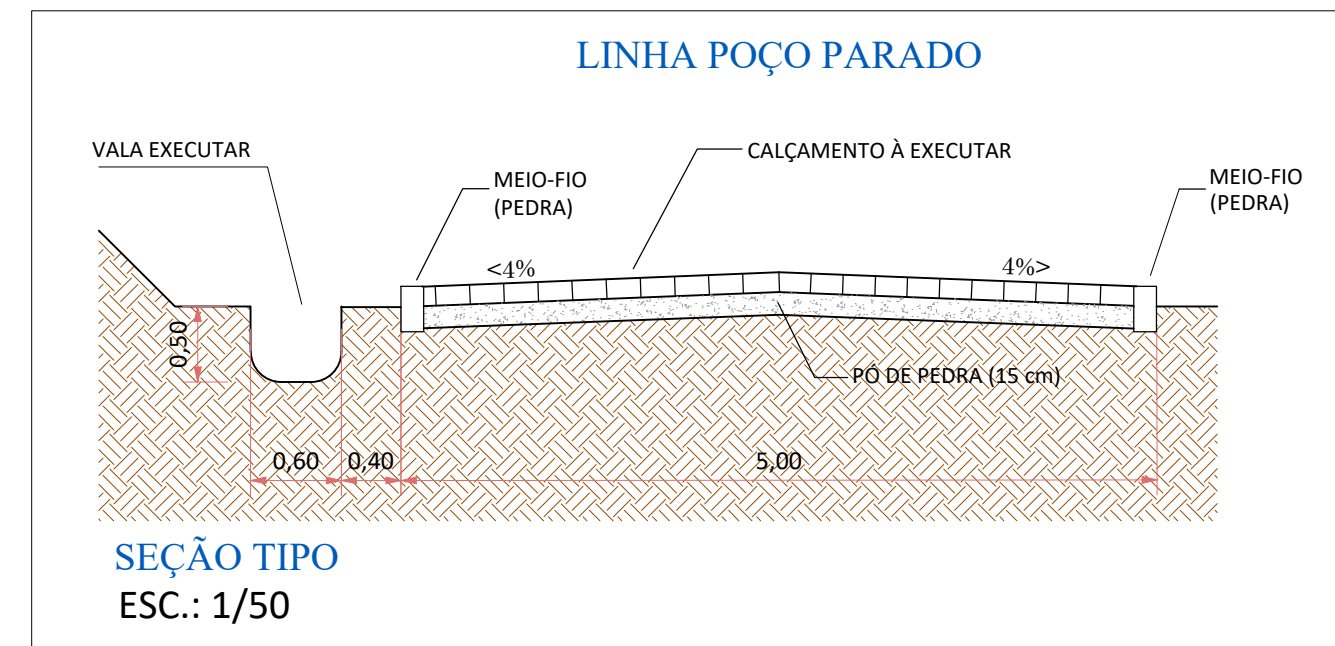 LINHA POÇO PARADO
VALA EXECUTAR
MEIO-FIO
(PEDRA)
CALÇAMENTO À EXECUTAR
MEIO-FIO
(PEDRA)
<4%
4%>
0,50
PÓ DE PEDRA (15 cm)
0,60
0,40
5,00
SEÇÃO TIPO
ESC.: 1/50